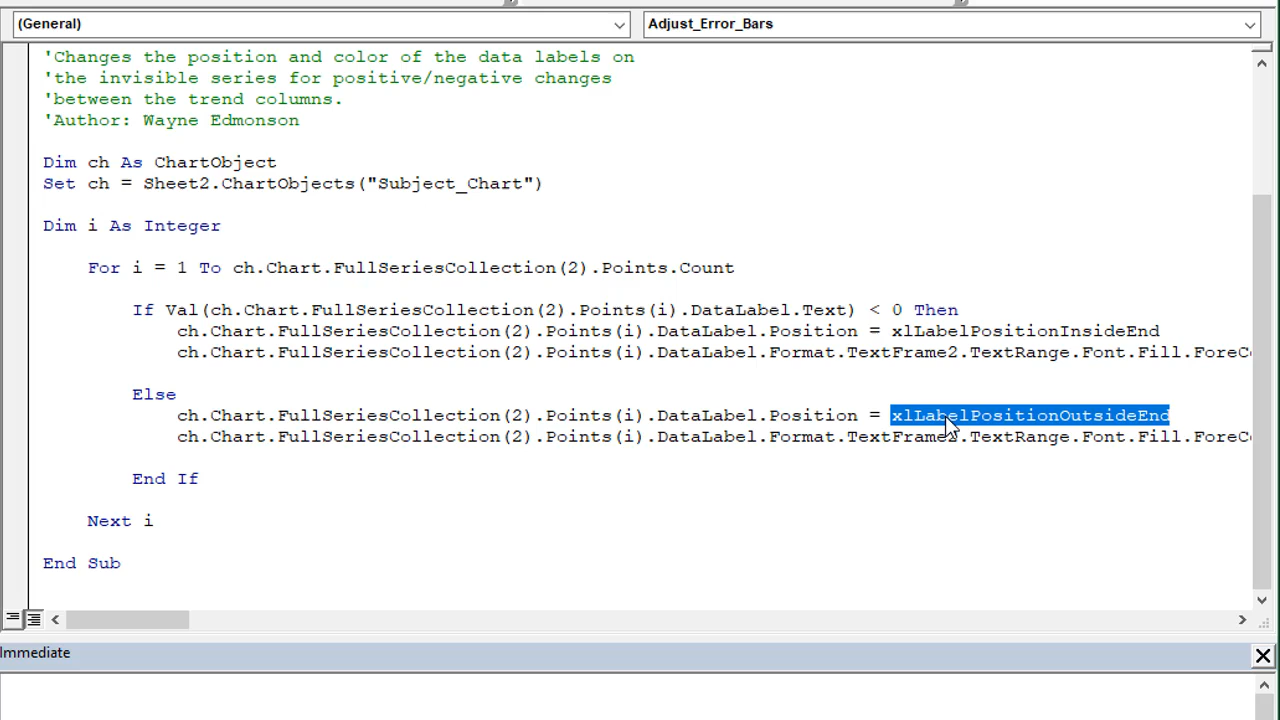 (General) Adjust_Error_Bars
'Changes the position and color of the data labels on
'the invisible series for positive/negative changes
'between the trend columns.
'Author: Wayne Edmonson
Dim ch As ChartObject
Set ch = Sheet2.ChartObjects("Subject_Chart")
Dim i As Integer
For i = 1 To ch.Chart.FullSeriesCollection(2).Points.Count
If Val(ch.Chart.FullSeriesCollection(2).Points(i).DataLabel.Text) < 0 Then
ch.Chart.FullSeriesCollection(2).Points(i).DataLabel.Position = xlLabelPositionInsideEnd
ch.Chart.FullSeriesCollection(2).Points(i).DataLabel.Format.TextFrame2.TextRange.Font.Fill.ForeC
Else
ch.Chart.FullSeriesCollection(2).Points(i).DataLabel.Position = xlLabelPositionOutsideEnd
ch.Chart.FullSeriesCollection(2).Points(i).DataLabel.Format.TextFrame2.TextRange.Font.Fill.ForeC
End If
Next i
End Sub
Immediate